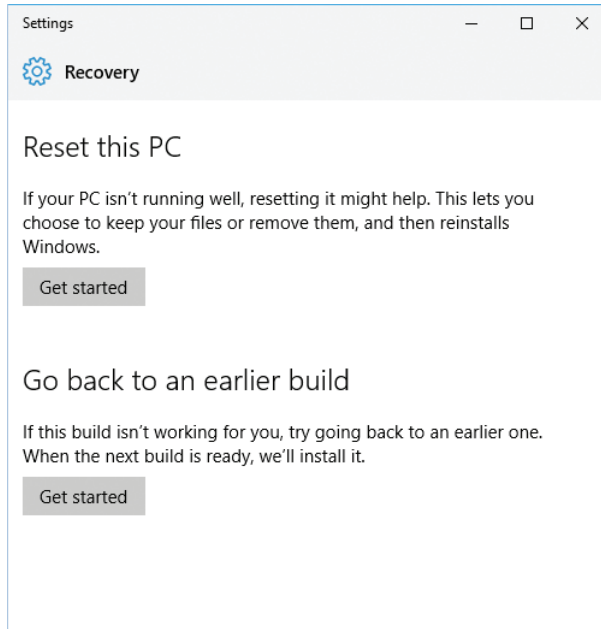 Settings
Recovery
Reset this PC
If your PC isn’t running well, resetting it might help. This lets you
choose to keep your files or remove them, and then reinstalls
Windows.
Get started
Go back to an earlier build
If this build isn’t working for you, try going back to an earlier one.
When the next build is ready, we’ll install it.
Get started